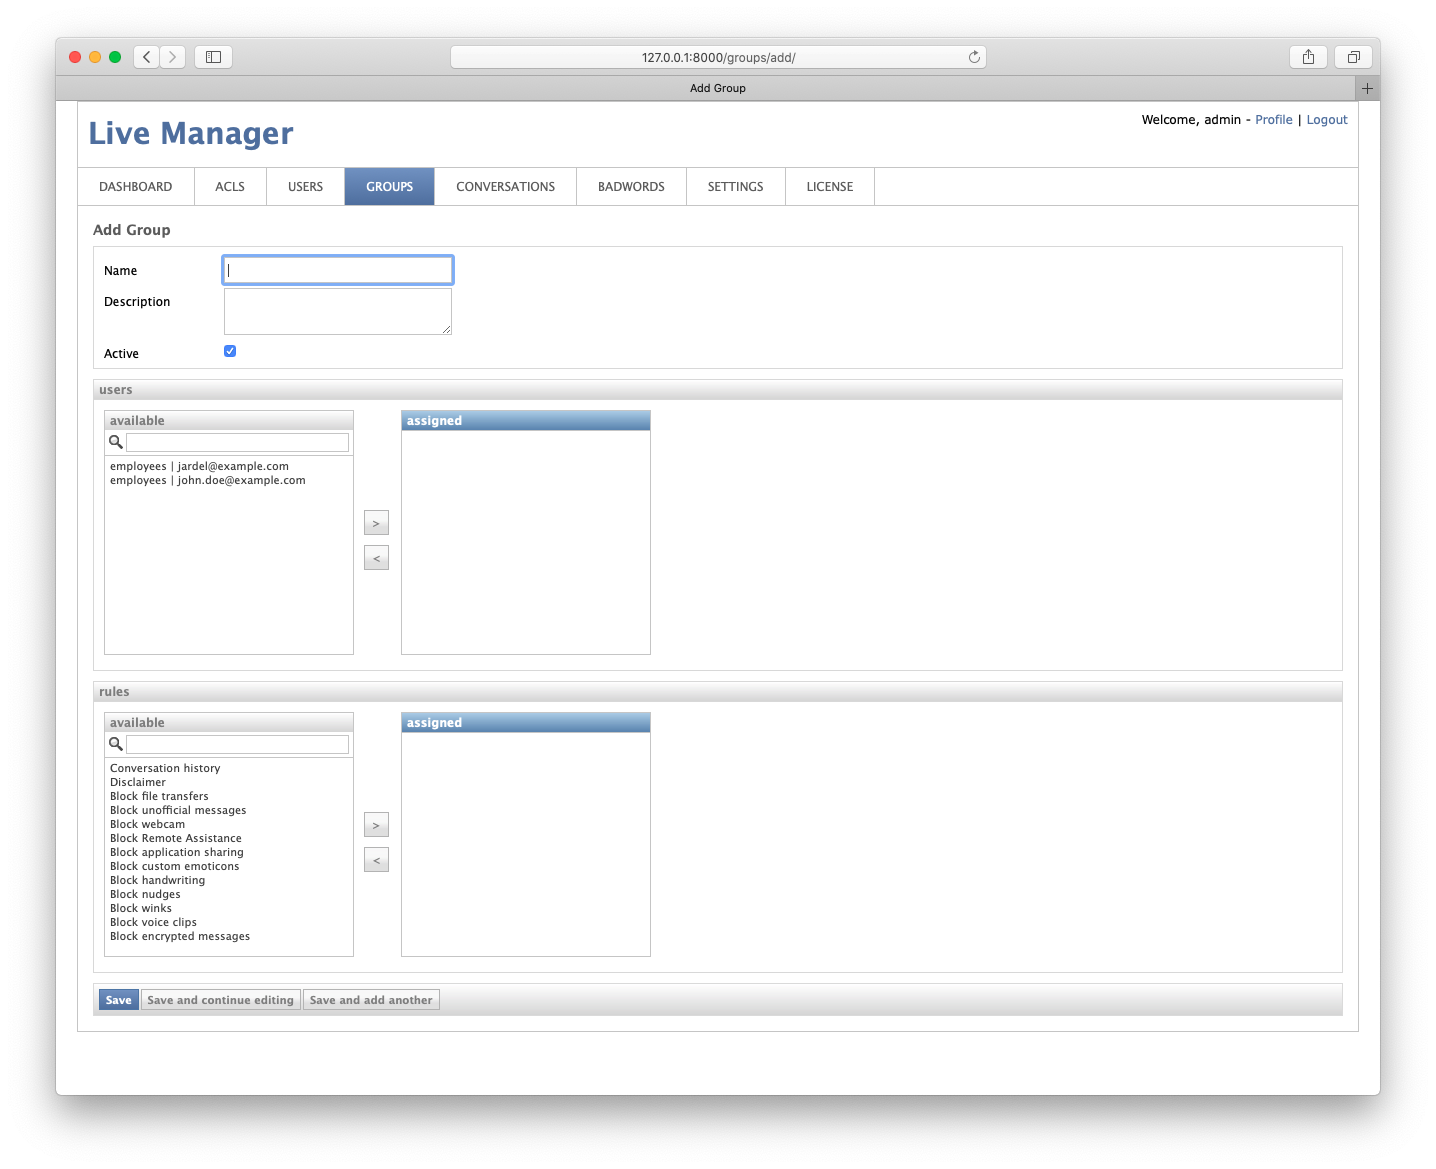 127.0.0.1:8000/groups/add/
Add Group
Live Manager
Welcome, admin - Profile | Logout
DASHBOARD ACLS USERS GROUPS CONVERSATIONS BADWORDS SETTINGS LICENSE
Add Group
Name
Description
Active
users
available
assigned
employees | jardel@example.com
employees | john.doe@example.com
>
<
rules
available
assigned
Conversation history
Disclaimer
Block file transfers
Block unofficial messages
Block webcam
Block Remote Assistance
Block application sharing
Block custom emoticons
Block handwriting
Block nudges
Block winks
Block voice clips
Block encrypted messages
>
<
Save Save and continue editing Save and add another